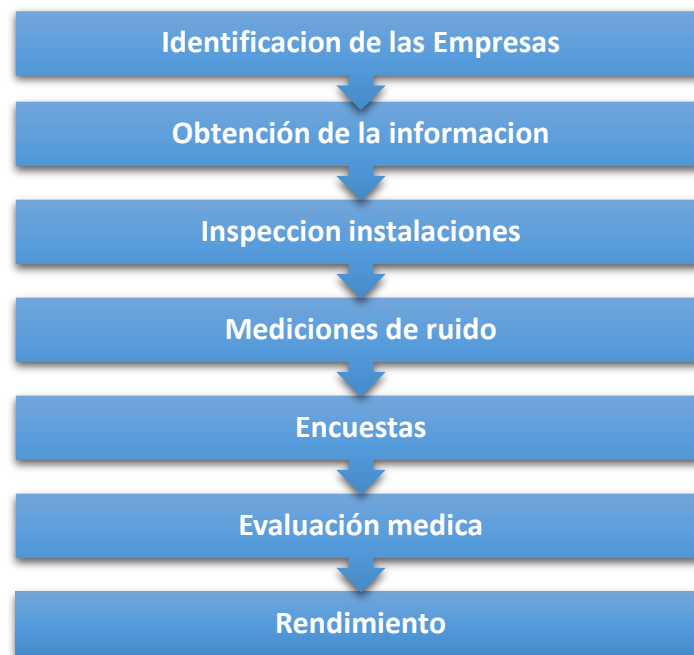 Identificacion de las Empresas
Obtención de la informacion
Inspeccion instalaciones
Mediciones de ruido
Encuestas
Evaluación medica
Rendimiento